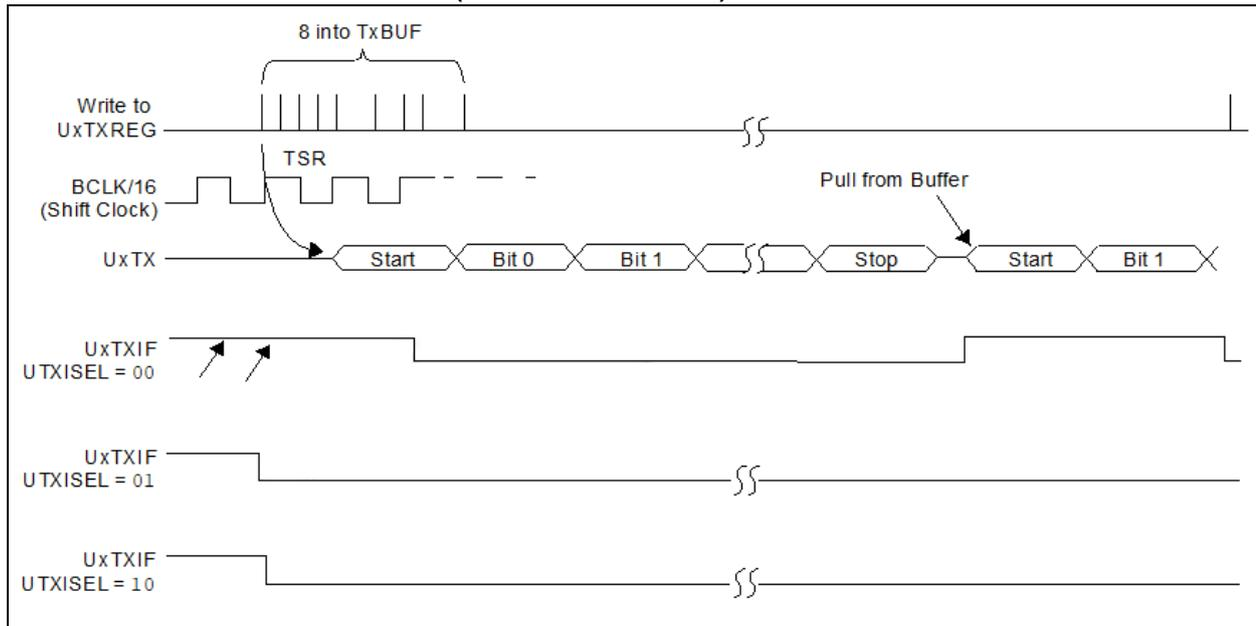 8 into TxBUF
Write to
UxTXREG
TSR
BCLK/16
(Shift Clock)
Pull from Buffer
UxTX
Start
Bit 0
Bit 1
Stop
Start
Bit 1
UxTXIF
UTXISEL = 00
UxTXIF
UTXISEL = 01
UxTXIF
UTXISEL = 10